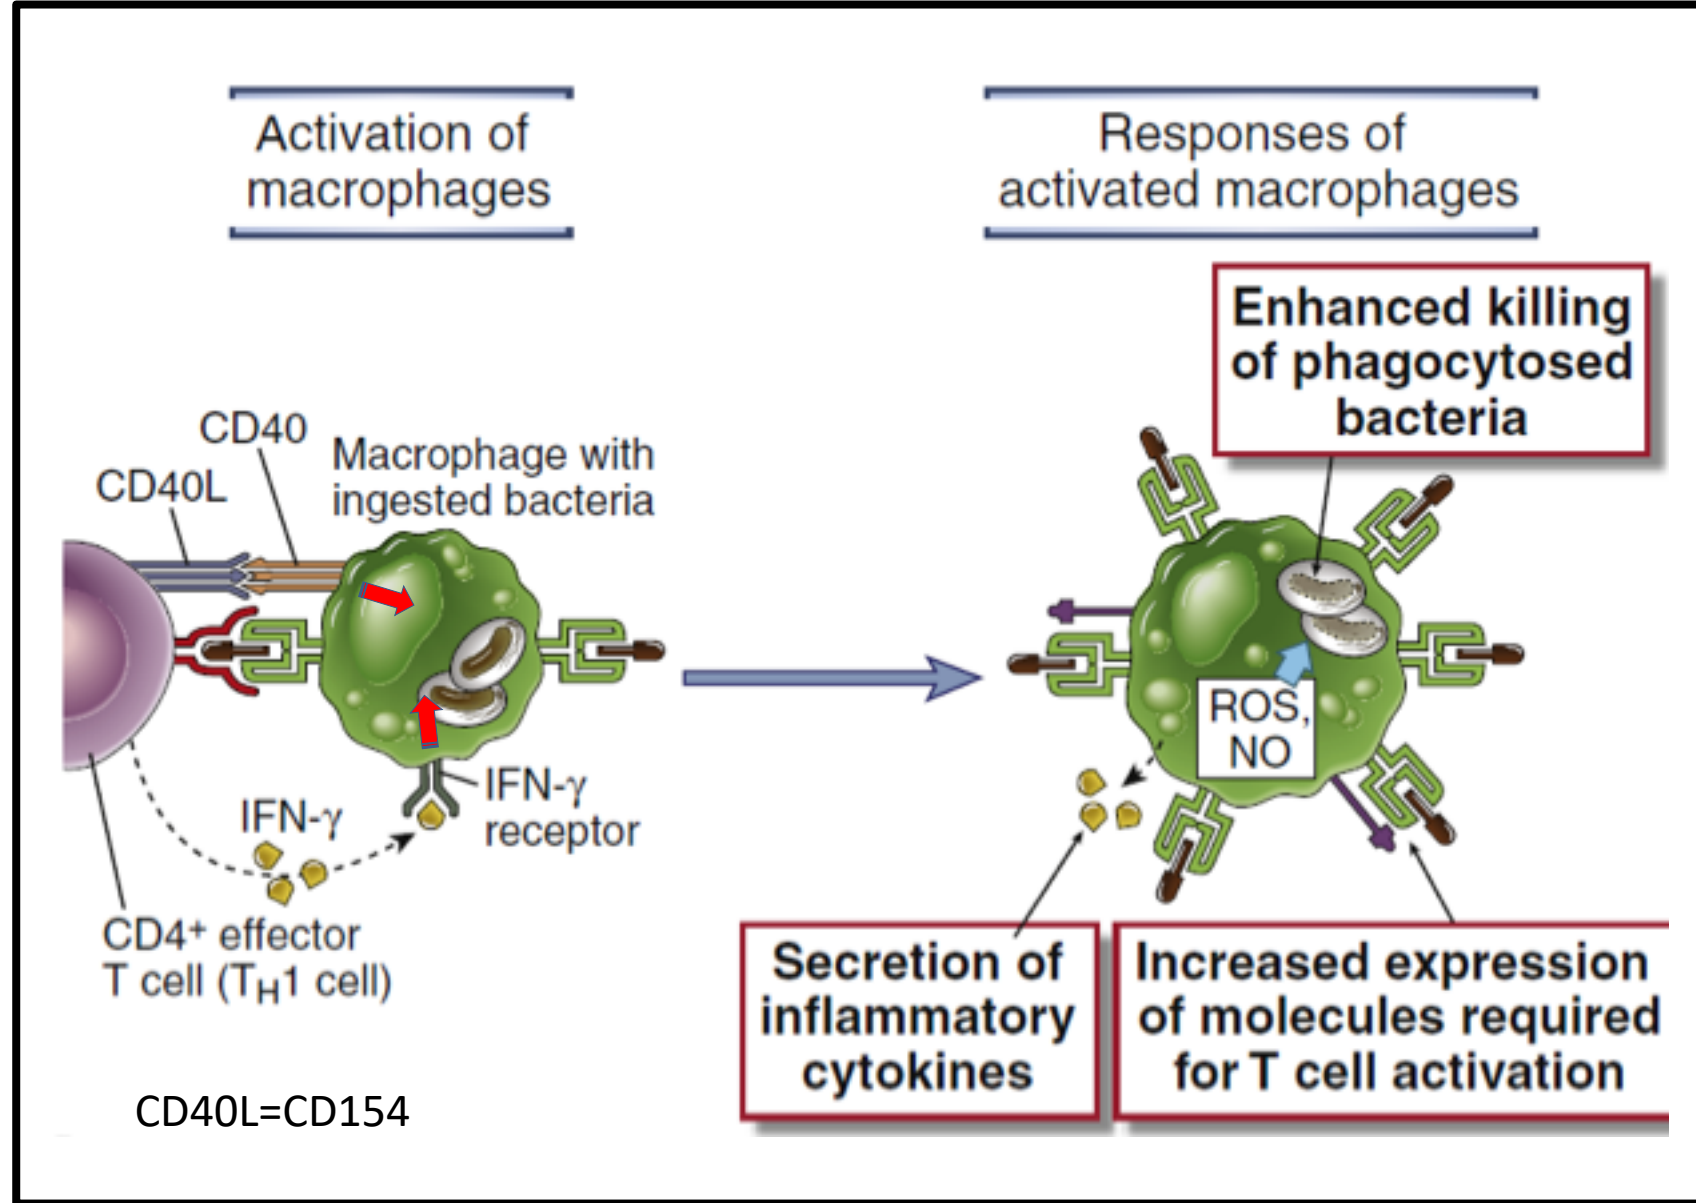 Activation of
macrophages
Responses of
activated macrophages
Enhanced killing
of phagocytosed
bacteria
CD40
CD40L
Macrophage with
ingested bacteria
ROS,
NO
IFN-γ
receptor
IFN-γ
CD4+ effector
T cell (TH1 cell)
Secretion of
inflammatory
cytokines
Increased expression
of molecules required
for T cell activation
CD40L=CD154